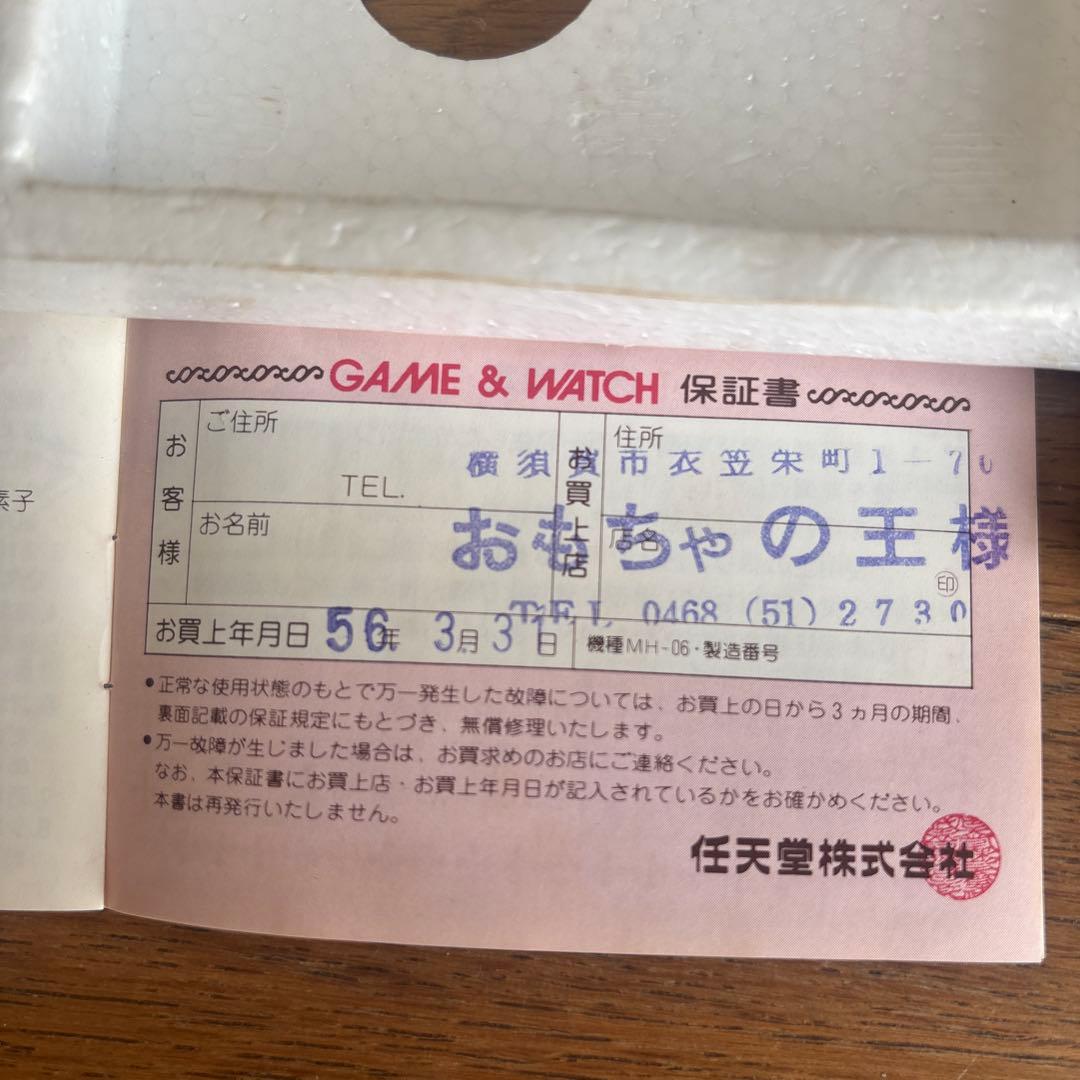 素子
GAME & WATCH 保証書
お客様
ご住所
TEL.
お名前
お買上店
住所
横須賀市衣笠栄町1-70
店名
おもちゃの王様
印
TEL 0468 (51) 2730
お買上年月日 56年 3月 31日
機種MH-06・製造番号
•正常な使用状態のもとで万一発生した故障については、お買上の日から3ヵ月の期間、
裏面記載の保証規定にもとづき、無償修理いたします。
•万一故障が生じました場合は、お買求めのお店にご連絡ください。
なお、本保証書にお買上店・お買上年月日が記入されているかをお確かめください。
本書は再発行いたしません。
任天堂株式会社